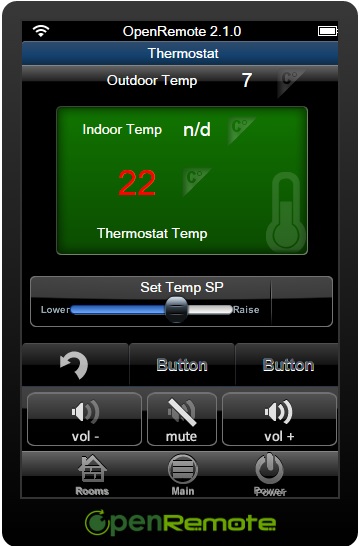 OpenRemote 2.1.0
Thermostat
Outdoor Temp 7 C°
Indoor Temp n/d C°
22 C°
Thermostat Temp
Set Temp SP
Lower Raise
Button Button
vol - mute vol +
Rooms Main Power
OpenRemote